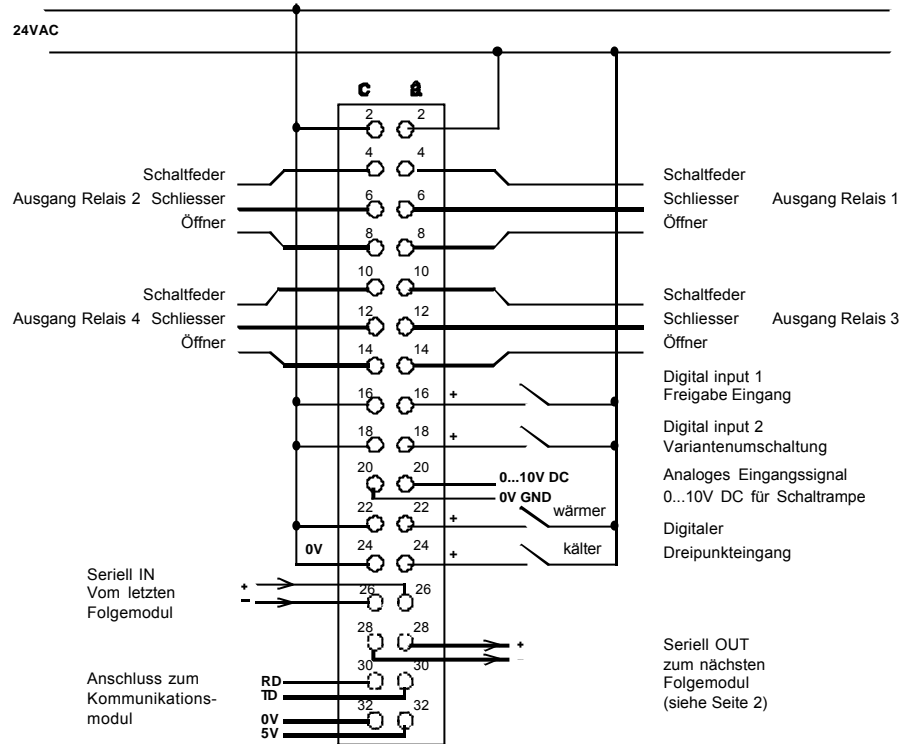 24VAC
c a
2 2
4 4
Schaltfeder Schaltfeder
Ausgang Relais 2 Schliesser 6 6 Schliesser Ausgang Relais 1
Öffner Öffner
8 8
10 10
Schaltfeder Schaltfeder
Ausgang Relais 4 Schliesser 12 12 Schliesser Ausgang Relais 3
Öffner Öffner
14 14
Digital input 1
16 16 + Freigabe Eingang
Digital input 2
18 18 + Variantenumschaltung
20 20 0...10V DC Analoges Eingangssignal
0V GND 0...10V DC für Schaltrampe
22 22 + wärmer Digitaler
0V 24 24 + kälter Dreipunkteingang
Seriell IN
Vom letzten + 26 26
Folgemodul –
28 28 + Seriell OUT
– zum nächsten
Folgemodul
(siehe Seite 2)
Anschluss zum RD 30 30
Kommunikations- TD
modul 0V 32 32
5V